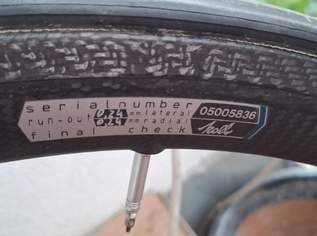 serialnumber 05005836
run-out mm lateral
mm radial
final check